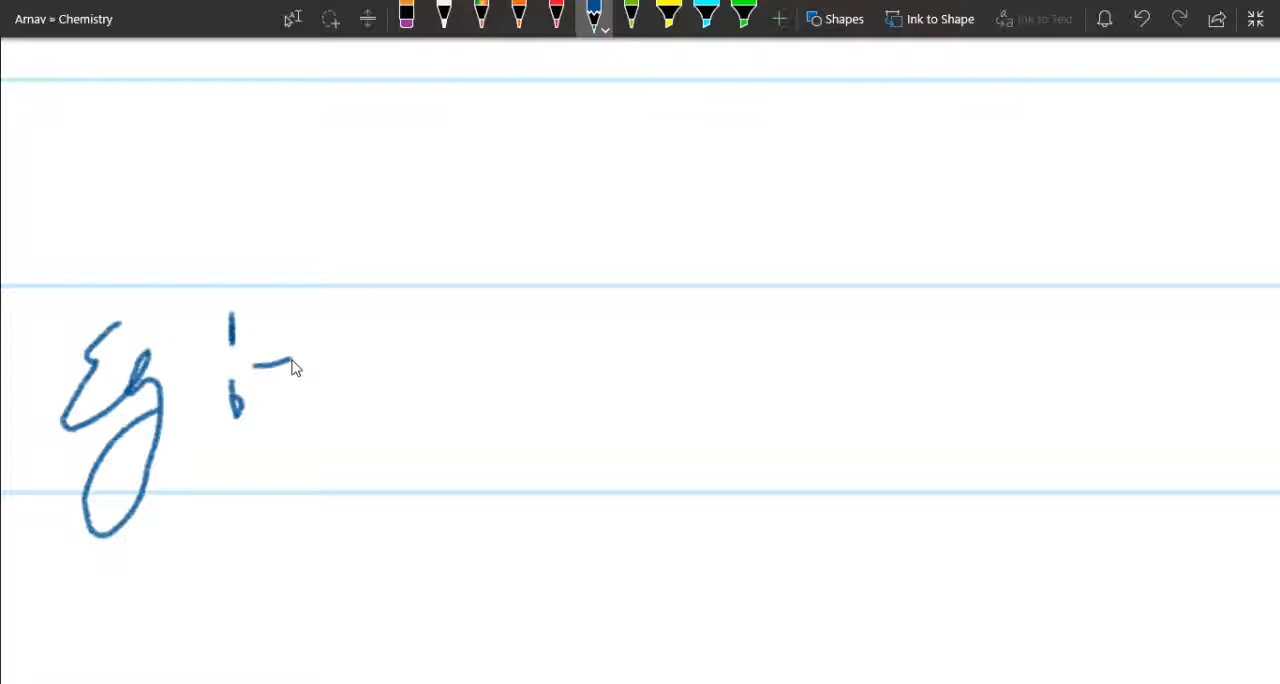 Arnav » Chemistry
Shapes
Ink to Shape
Ink to Text
Eg :-